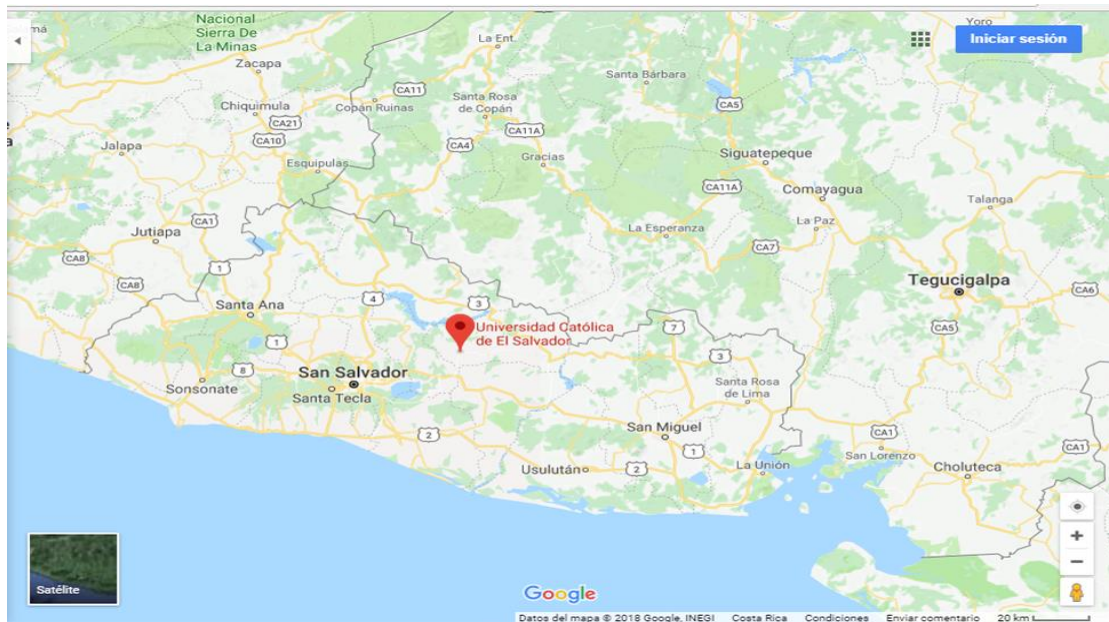 Nacional
Sierra De
La Minas
Yoro
Iniciar sesión
La Ent.
Zacapa
Santa Bárbara
CA11
Chiquimula
Copán Ruinas
Santa Rosa
de Copán
CA5
CA21
CA10
CA11A
CA4
Jalapa
Gracias
Siguatepeque
Esquipulas
CA11A
Comayagua
Talanga
CA1
La Paz
Jutiapa
La Esperanza
CA7
CA8
1
CA8
Tegucigalpa
CA6
Santa Ana
4
3
Universidad Católica
de El Salvador
7
CA5
1
3
8
San Salvador
Sonsonate
Santa Tecla
Santa Rosa
de Lima
San Miguel
2
CA1
CA1
1
San Lorenzo
Usulután
2
La Unión
Choluteca
Satélite
Google
Datos del mapa © 2018 Google, INEGI Costa Rica Condiciones Enviar comentario 20 km